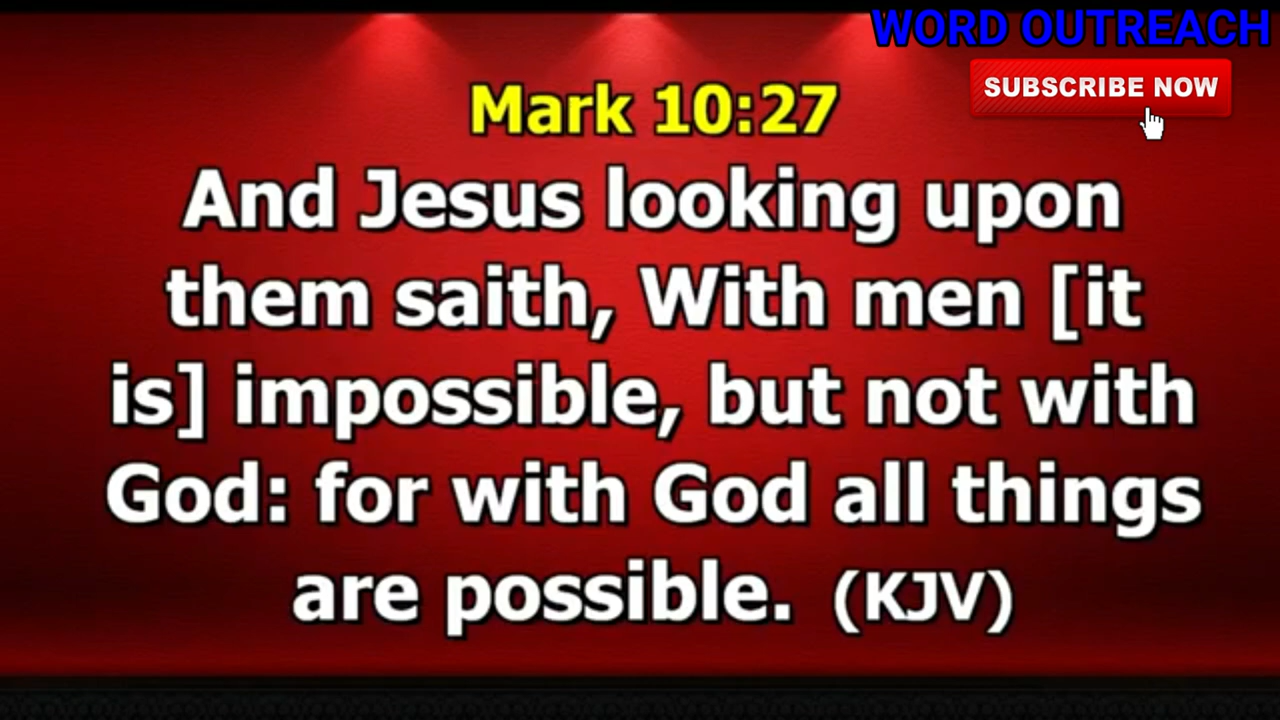 WORD OUTREACH
SUBSCRIBE NOW
Mark 10:27
And Jesus looking upon
them saith, With men [it
is] impossible, but not with
God: for with God all things
are possible. (KJV)